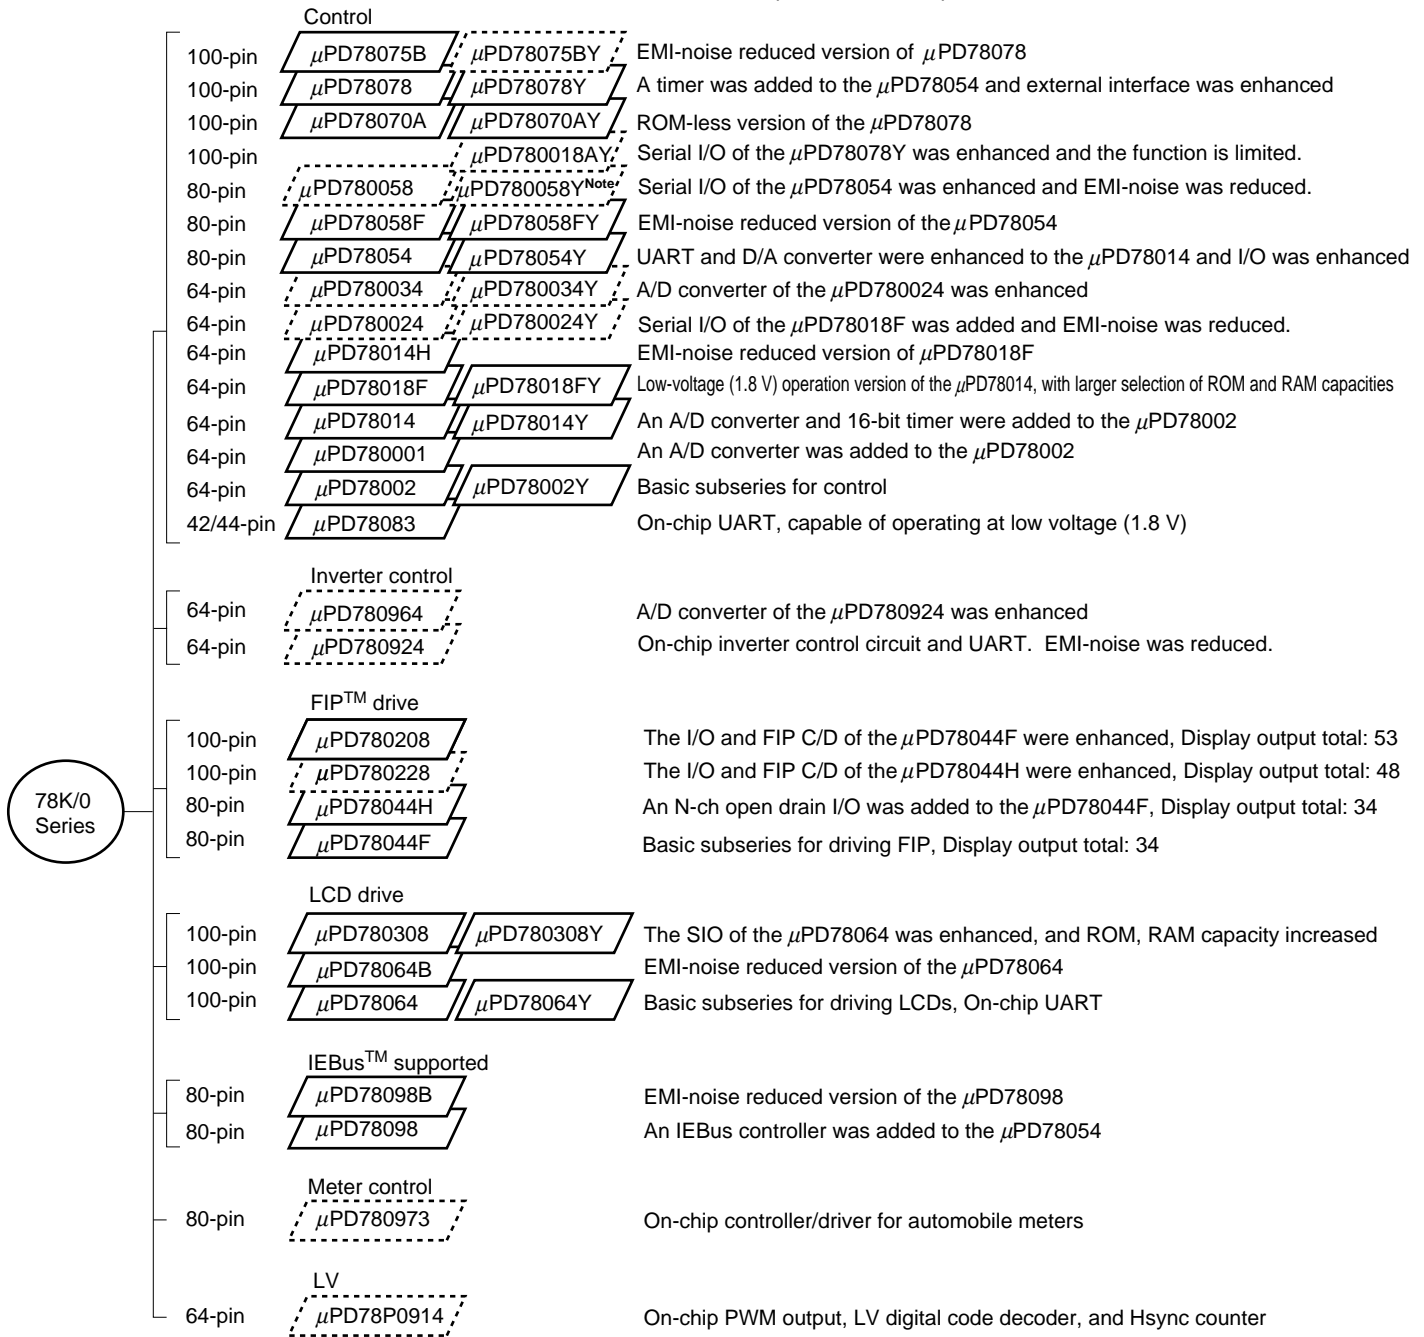 Control
100-pin μPD78075B μPD78075BY EMI-noise reduced version of μPD78078
100-pin μPD78078 μPD78078Y A timer was added to the μPD78054 and external interface was enhanced
100-pin μPD78070A μPD78070AY ROM-less version of the μPD78078
100-pin μPD780018AY Serial I/O of the μPD78078Y was enhanced and the function is limited.
80-pin μPD780058 μPD780058YNote Serial I/O of the μPD78054 was enhanced and EMI-noise was reduced.
80-pin μPD78058F μPD78058FY EMI-noise reduced version of the μPD78054
80-pin μPD78054 μPD78054Y UART and D/A converter were enhanced to the μPD78014 and I/O was enhanced
64-pin μPD780034 μPD780034Y A/D converter of the μPD780024 was enhanced
64-pin μPD780024 μPD780024Y Serial I/O of the μPD78018F was added and EMI-noise was reduced.
64-pin μPD78014H EMI-noise reduced version of μPD78018F
64-pin μPD78018F μPD78018FY Low-voltage (1.8 V) operation version of the μPD78014, with larger selection of ROM and RAM capacities
64-pin μPD78014 μPD78014Y An A/D converter and 16-bit timer were added to the μPD78002
64-pin μPD780001 An A/D converter was added to the μPD78002
64-pin μPD78002 μPD78002Y Basic subseries for control
42/44-pin μPD78083 On-chip UART, capable of operating at low voltage (1.8 V)
Inverter control
64-pin μPD780964 A/D converter of the μPD780924 was enhanced
64-pin μPD780924 On-chip inverter control circuit and UART. EMI-noise was reduced.
FIPTM drive
100-pin μPD780208 The I/O and FIP C/D of the μPD78044F were enhanced, Display output total: 53
100-pin μPD780228 The I/O and FIP C/D of the μPD78044H were enhanced, Display output total: 48
80-pin μPD78044H An N-ch open drain I/O was added to the μPD78044F, Display output total: 34
80-pin μPD78044F Basic subseries for driving FIP, Display output total: 34
78K/0
Series
LCD drive
100-pin μPD780308 μPD780308Y The SIO of the μPD78064 was enhanced, and ROM, RAM capacity increased
100-pin μPD78064B EMI-noise reduced version of the μPD78064
100-pin μPD78064 μPD78064Y Basic subseries for driving LCDs, On-chip UART
IEBusTM supported
80-pin μPD78098B EMI-noise reduced version of the μPD78098
80-pin μPD78098 An IEBus controller was added to the μPD78054
Meter control
80-pin μPD780973 On-chip controller/driver for automobile meters
LV
64-pin μPD78P0914 On-chip PWM output, LV digital code decoder, and Hsync counter